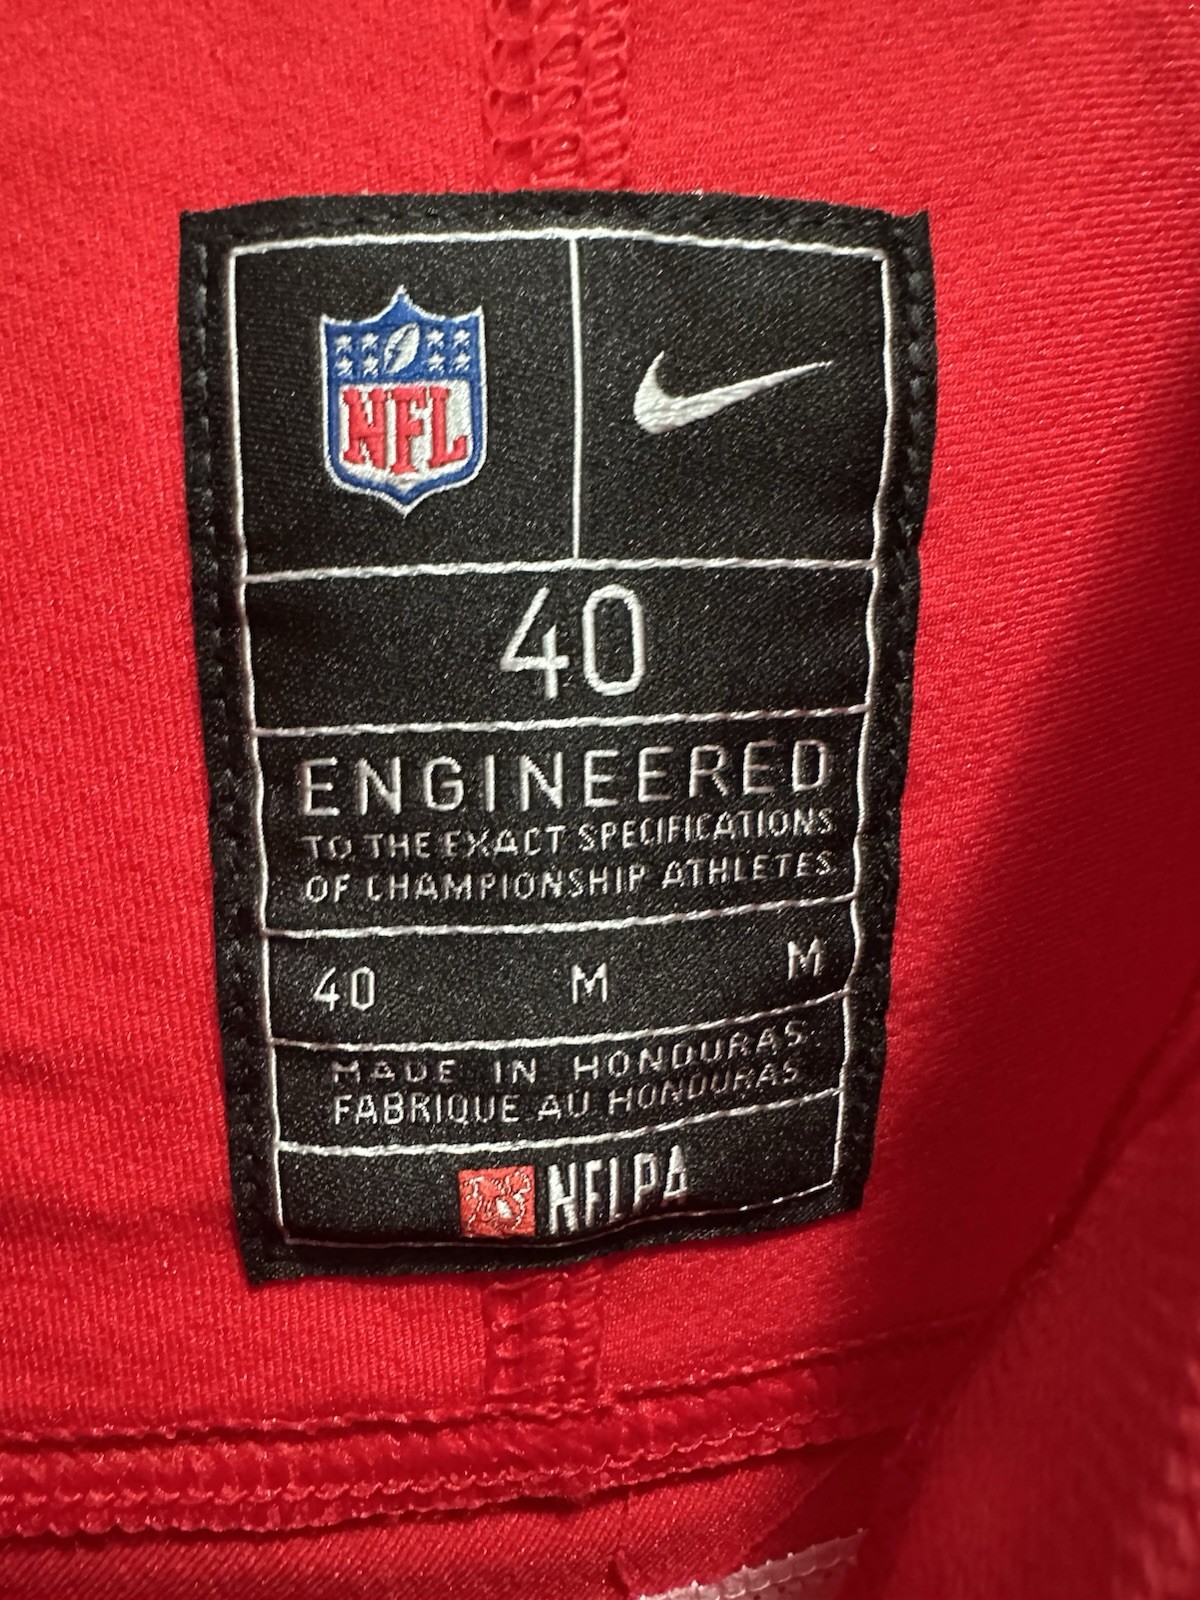 NFL
40
ENGINEERED
TO THE EXACT SPECIFICATIONS
OF CHAMPIONSHIP ATHLETES
40 M M
MADE IN HONDURAS
FABRIQUE AU HONDURAS
NFLPA